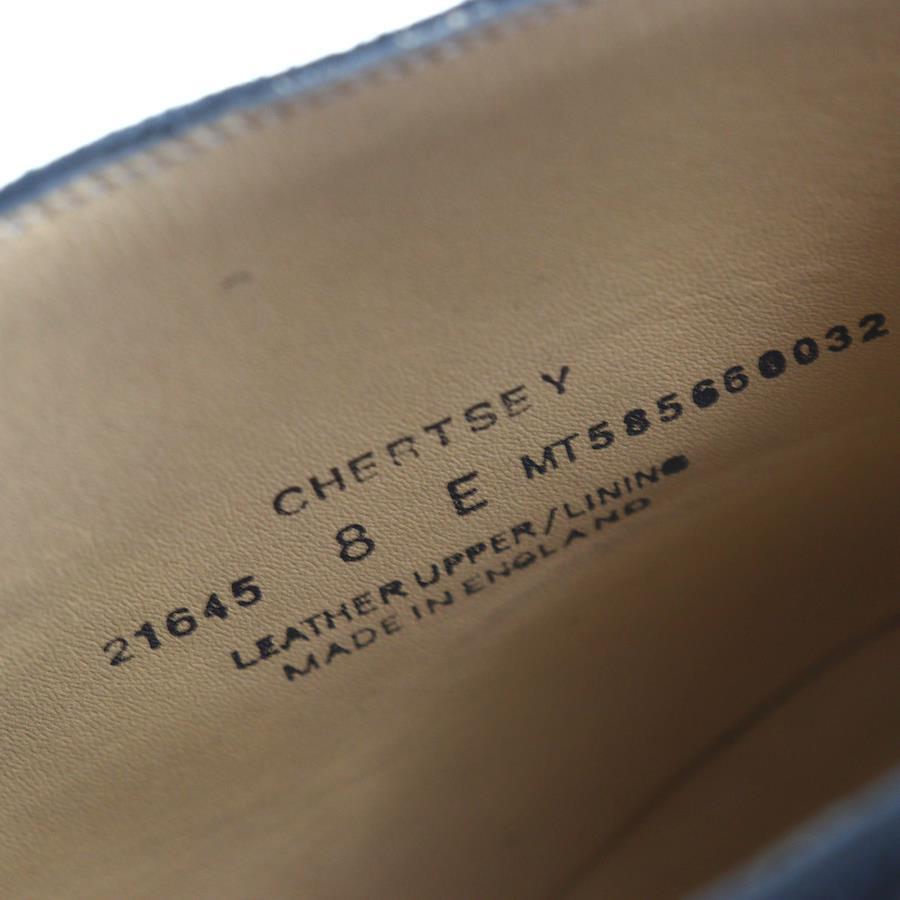 CHERTSEY
21645 8 E MT585660032
LEATHER UPPER/LINING
MADE IN ENGLAND